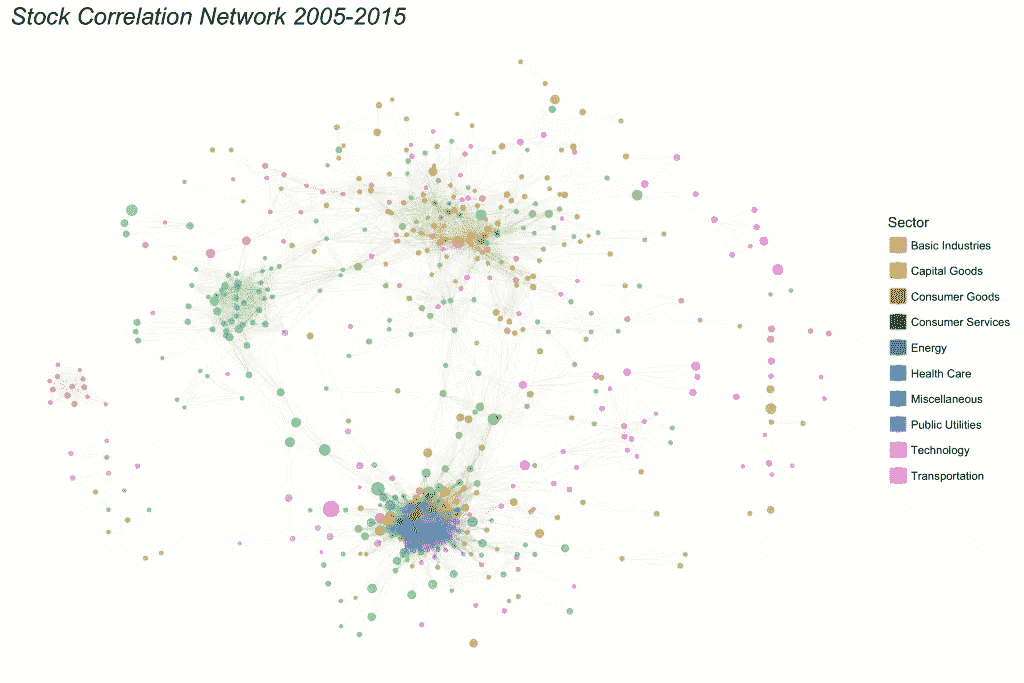 Stock Correlation Network 2005-2015
Sector
Basic Industries
Capital Goods
Consumer Goods
Consumer Services
Energy
Health Care
Miscellaneous
Public Utilities
Technology
Transportation